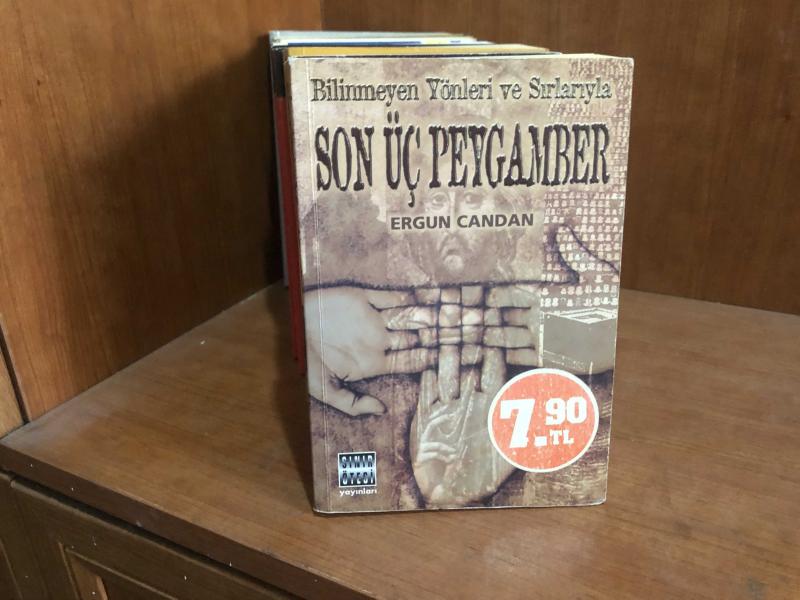 Bilinmeyen Yönleri ve Sırlarıyla
SON ÜÇ PEYGAMBER
ERGUN CANDAN
7.90
TL
SINIR
ÖTESİ
yayınları